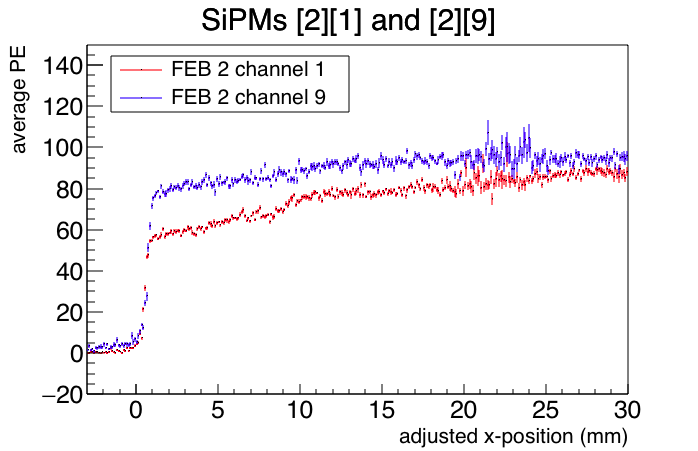 SiPMs [2][1] and [2][9]
average PE
FEB 2 channel 1
FEB 2 channel 9
140
120
100
80
60
40
20
0
−20
0 5 10 15 20 25 30
adjusted x-position (mm)